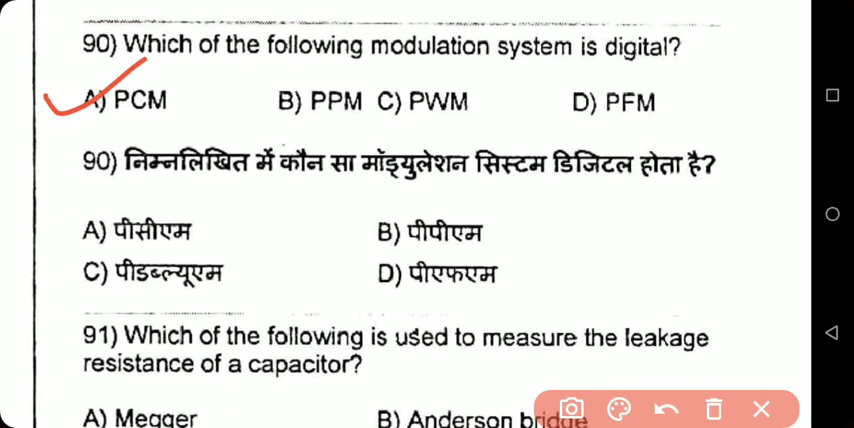 90) Which of the following modulation system is digital?
A) PCM B) PPM C) PWM D) PFM
90) निम्नलिखित में कौन सा मॉड्युलेशन सिस्टम डिजिटल होता है?
A) पीसीएम B) पीपीएम
C) पीडब्ल्यूएम D) पीएफएम
91) Which of the following is used to measure the leakage
resistance of a capacitor?
A) Megger B) Anderson bridge